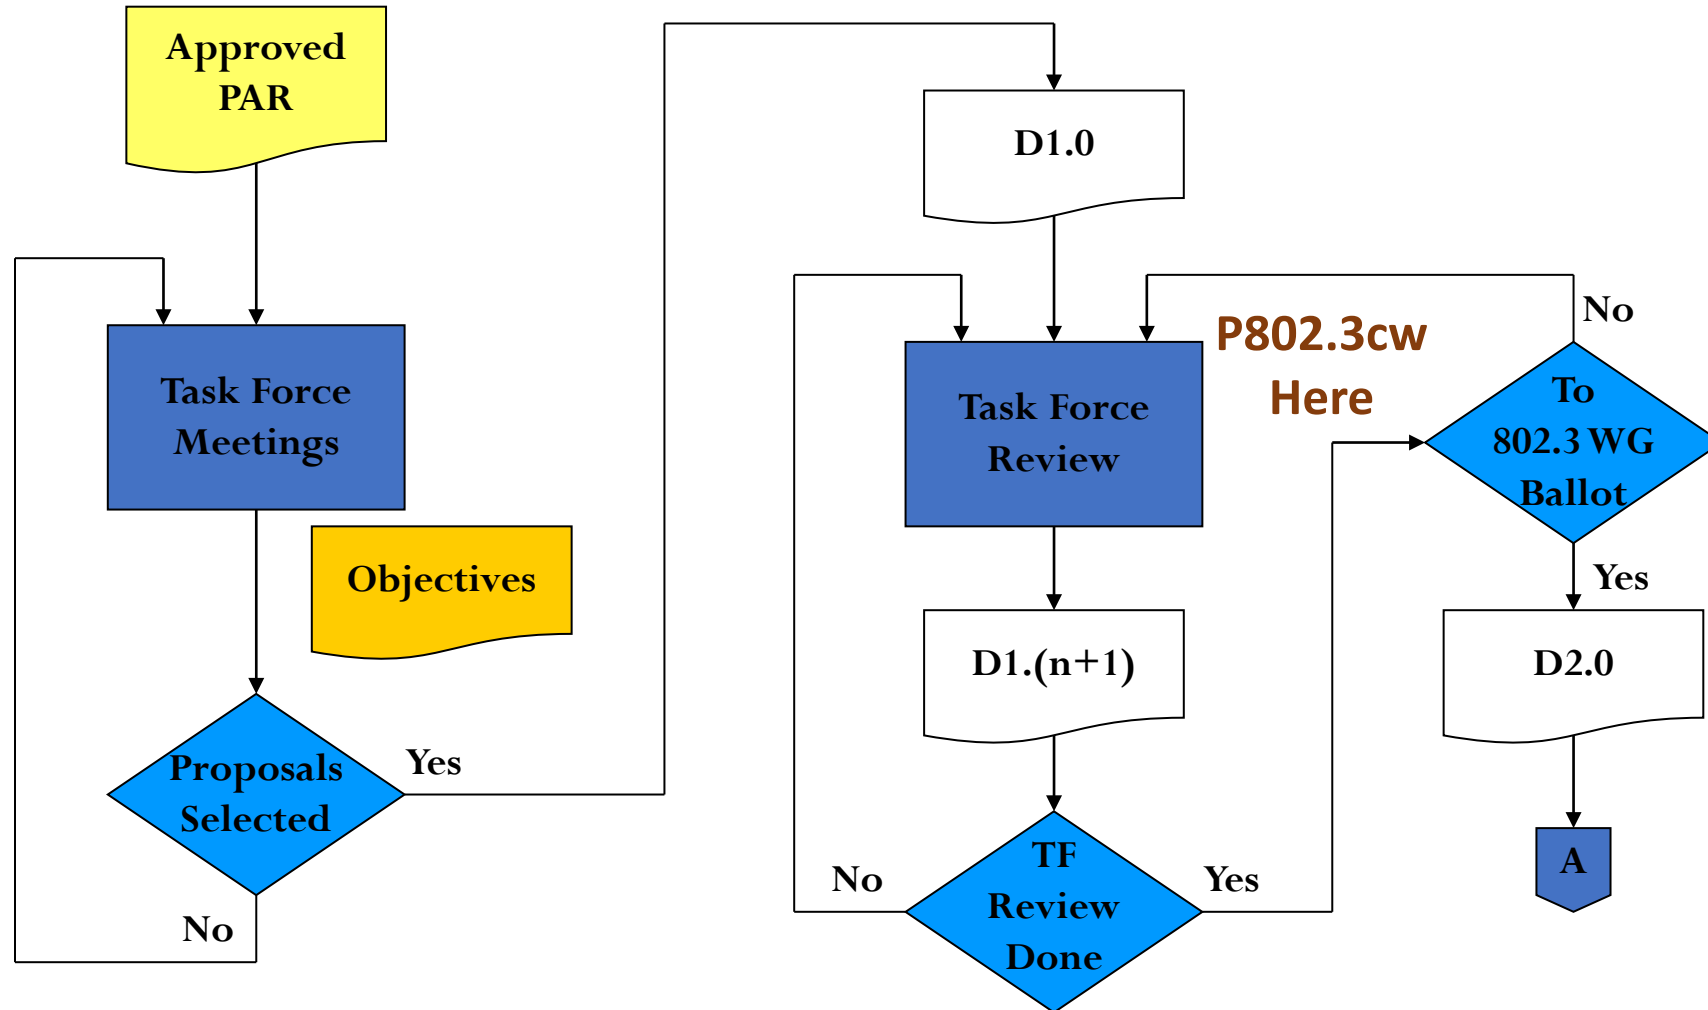 Approved
PAR
Task Force
Meetings
Objectives
Proposals
Selected
Yes
No
D1.0
Task Force
Review
P802.3cw
Here
D1.(n+1)
TF
Review
Done
No
Yes
To
802.3 WG
Ballot
No
Yes
D2.0
A